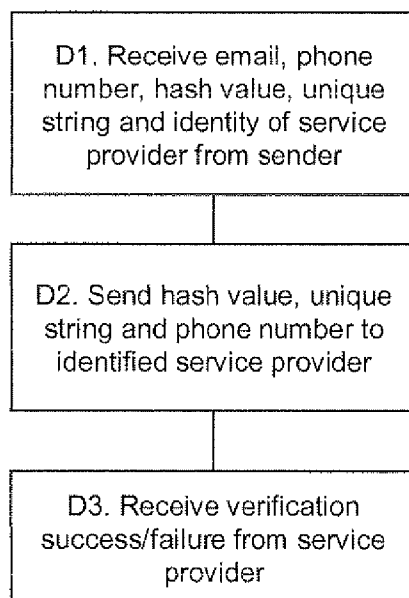 D1. Receive email, phone
number, hash value, unique
string and identity of service
provider from sender
D2. Send hash value, unique
string and phone number to
identified service provider
D3. Receive verification
success/failure from service
provider